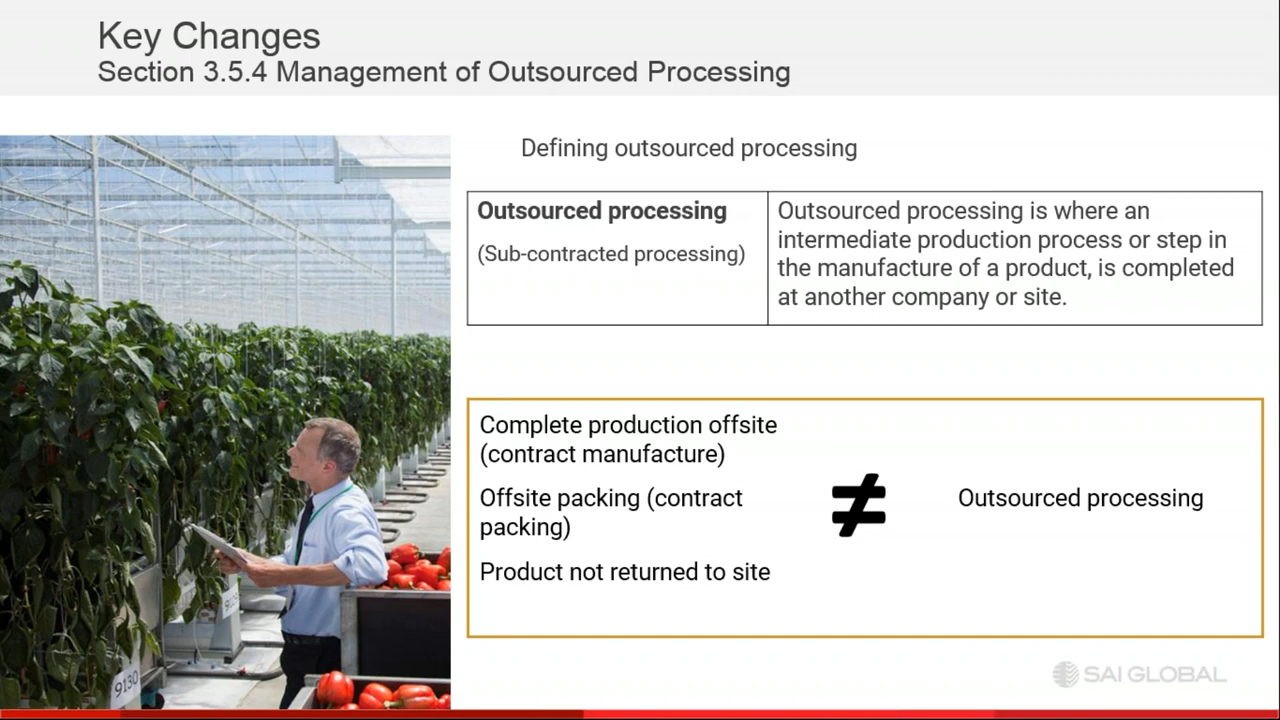 Key Changes
Section 3.5.4 Management of Outsourced Processing
Defining outsourced processing
Outsourced processing
(Sub-contracted processing)
Outsourced processing is where an
intermediate production process or step in
the manufacture of a product, is completed
at another company or site.
Complete production offsite
(contract manufacture)
Offsite packing (contract
packing)
Product not returned to site
≠
Outsourced processing
9130
SAI GLOBAL